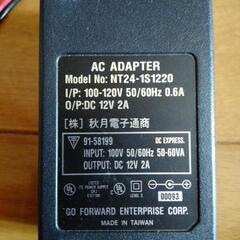 AC ADAPTER
Model No: NT24-1S1220
I/P: 100-120V 50/60Hz 0.6A
O/P:DC 12V 2A
[株] 秋月電子通商
91-58199
DC EXPRESS.
INPUT: 100V 50/60Hz 50-60VA
OUTPUT: DC 12V 2A
LISTED
00093
GO FORWARD ENTERPRISE CORP.
MADE IN TAIWAN